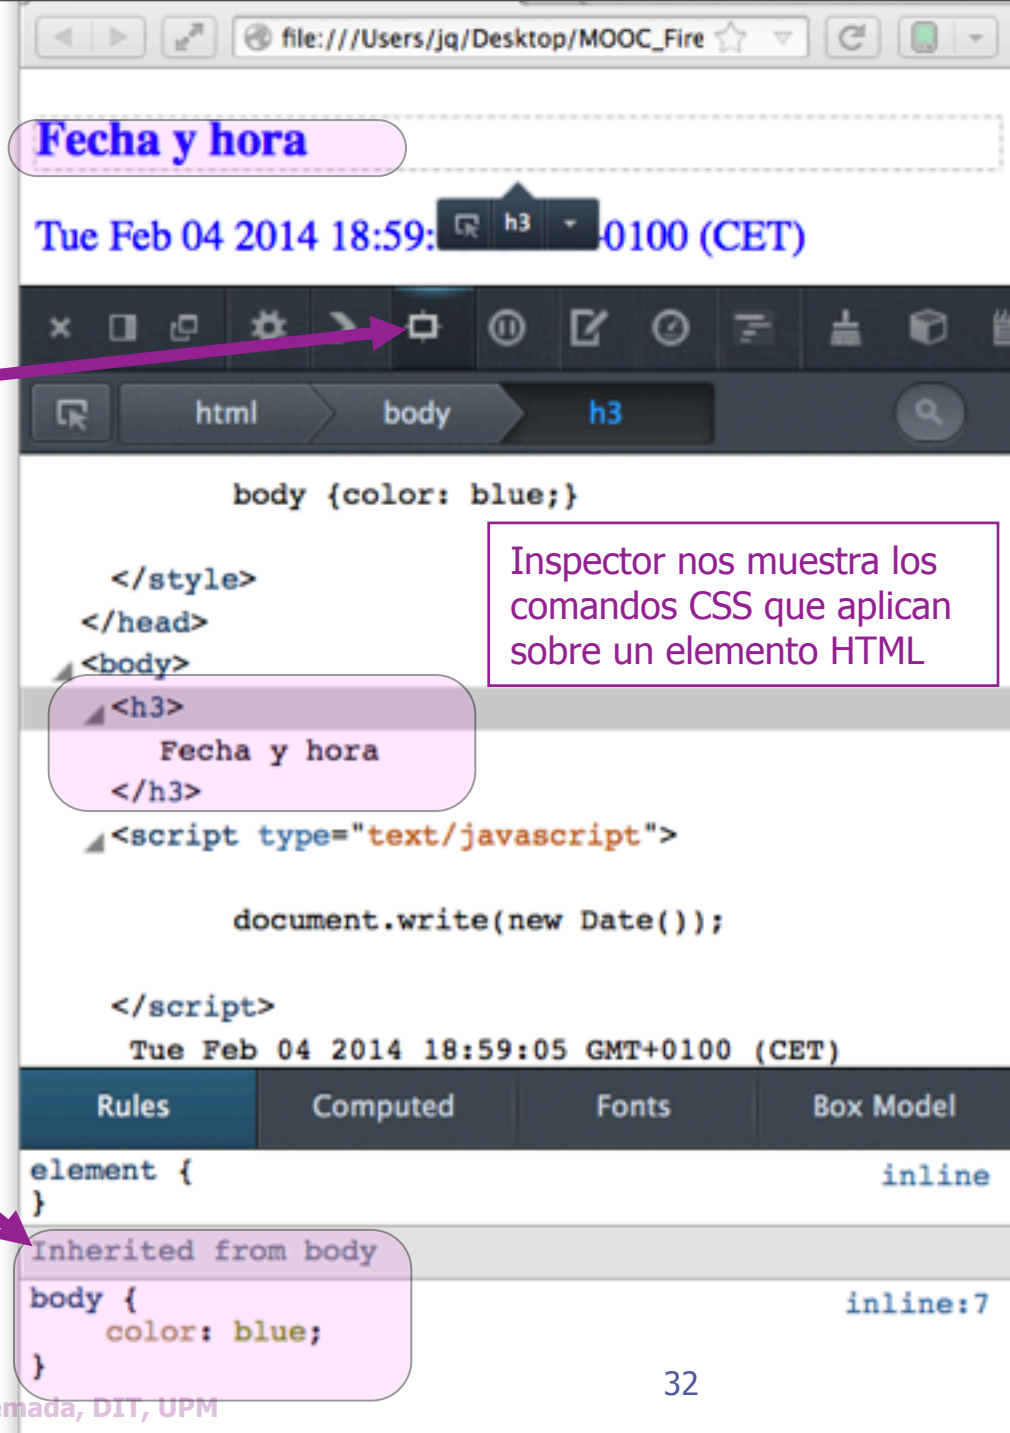 file:///Users/jq/Desktop/MOOC_Fire
Fecha y hora
Tue Feb 04 2014 18:59: 0100 (CET)
h3
html body h3
body {color: blue;}
</style>
</head>
<body>
<h3>
Fecha y hora
</h3>
<script type="text/javascript">
document.write(new Date());
</script>
Tue Feb 04 2014 18:59:05 GMT+0100 (CET)
Inspector nos muestra los
comandos CSS que aplican
sobre un elemento HTML
Rules Computed Fonts Box Model
element { inline
}
Inherited from body
body { inline:7
color: blue;
}
32
DIT, UPM